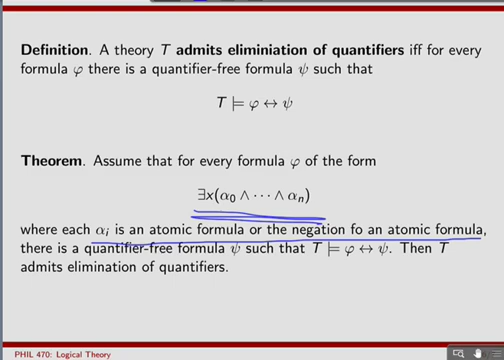 Definition. A theory T admits eliminiation of quantifiers iff for every
formula φ there is a quantifier-free formula ψ such that
T ⊨ φ ↔ ψ
Theorem. Assume that for every formula φ of the form
∃x(α₀ ∧ ⋯ ∧ αₙ)
where each αᵢ is an atomic formula or the negation fo an atomic formula,
there is a quantifier-free formula ψ such that T ⊨ φ ↔ ψ. Then T
admits elimination of quantifiers.
PHIL 470: Logical Theory